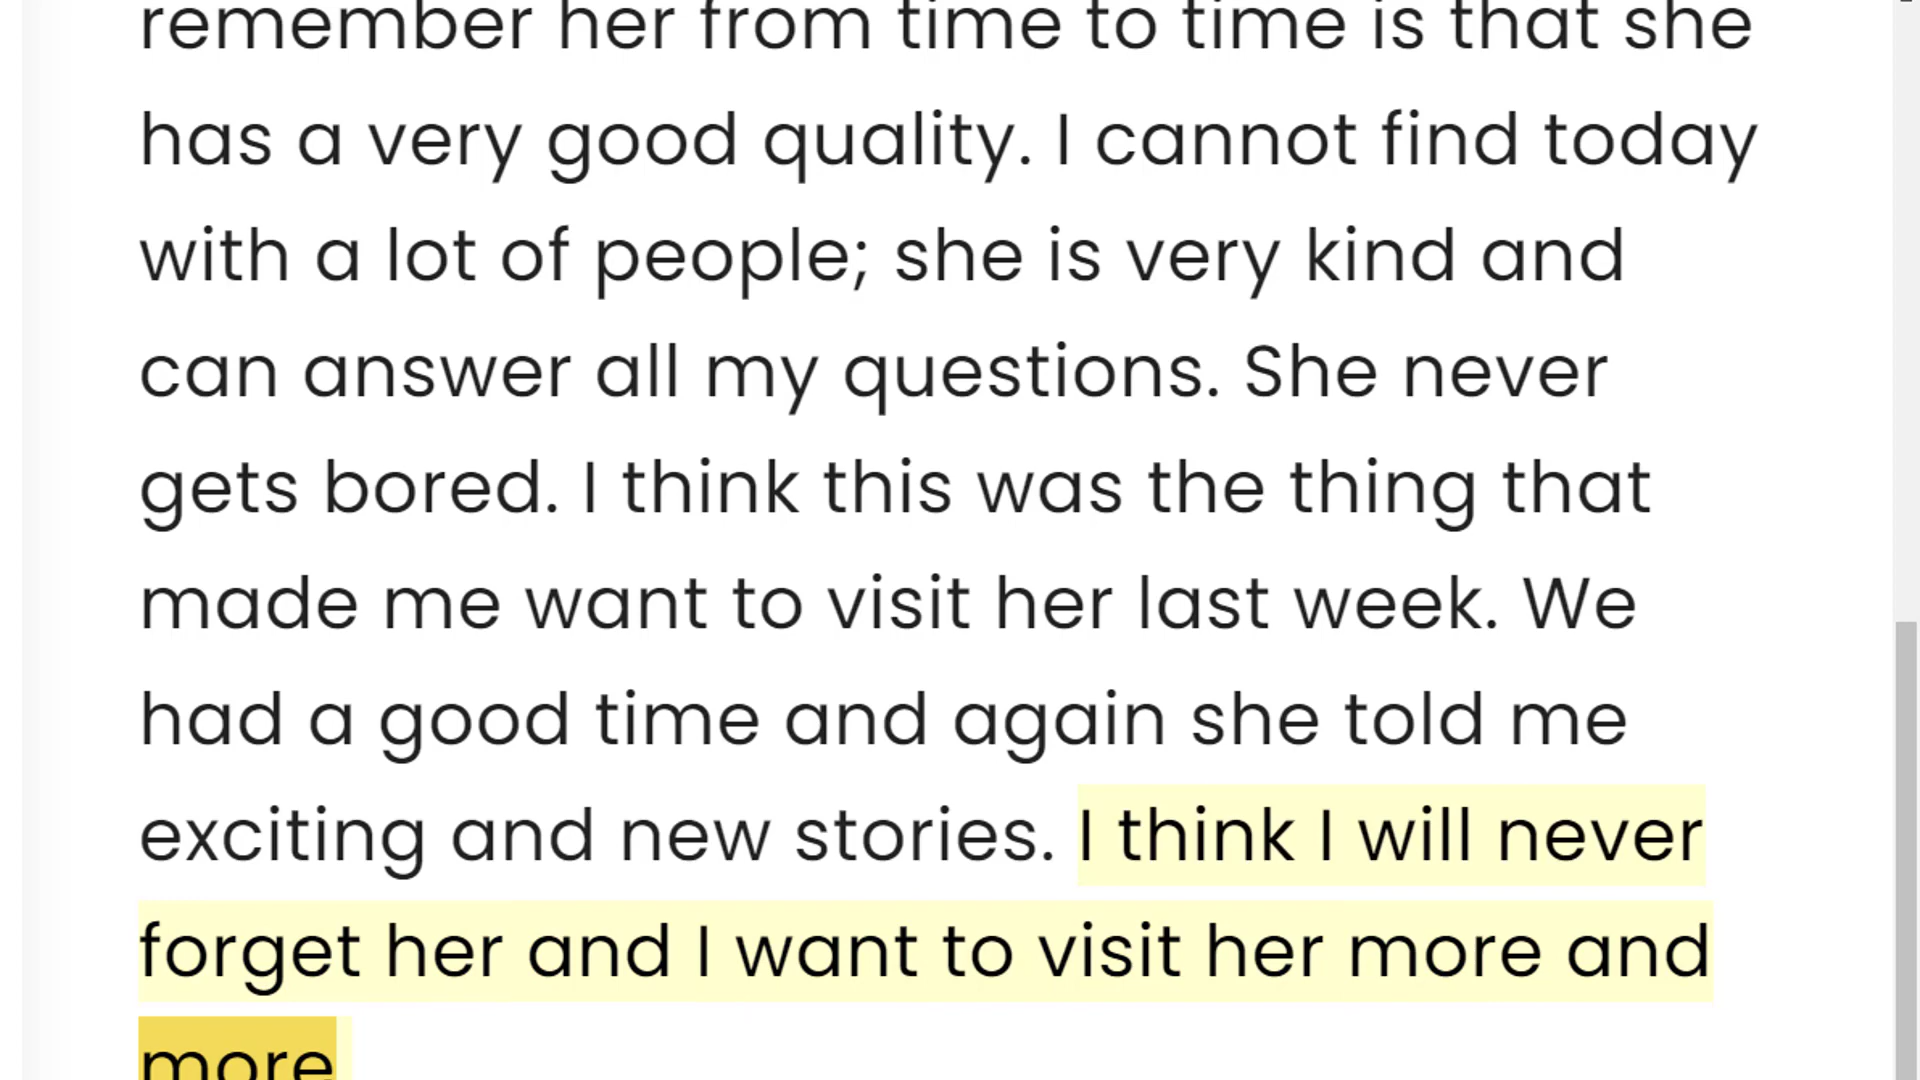 remember her from time to time is that she
has a very good quality. I cannot find today
with a lot of people; she is very kind and
can answer all my questions. She never
gets bored. I think this was the thing that
made me want to visit her last week. We
had a good time and again she told me
exciting and new stories. I think I will never
forget her and I want to visit her more and
more